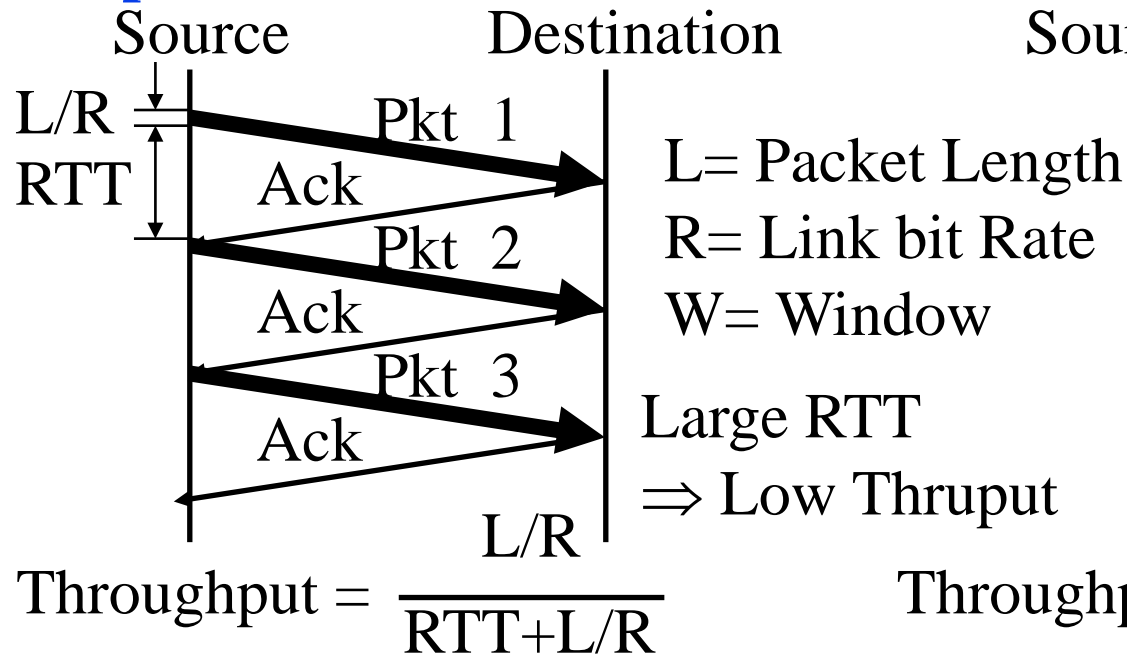 Source Destination
L/R
RTT
Pkt 1
Ack
Pkt 2
Ack
Pkt 3
Ack
L= Packet Length
R= Link bit Rate
W= Window
Large RTT
⇒ Low Thruput
Throughput = L/R
RTT+L/R